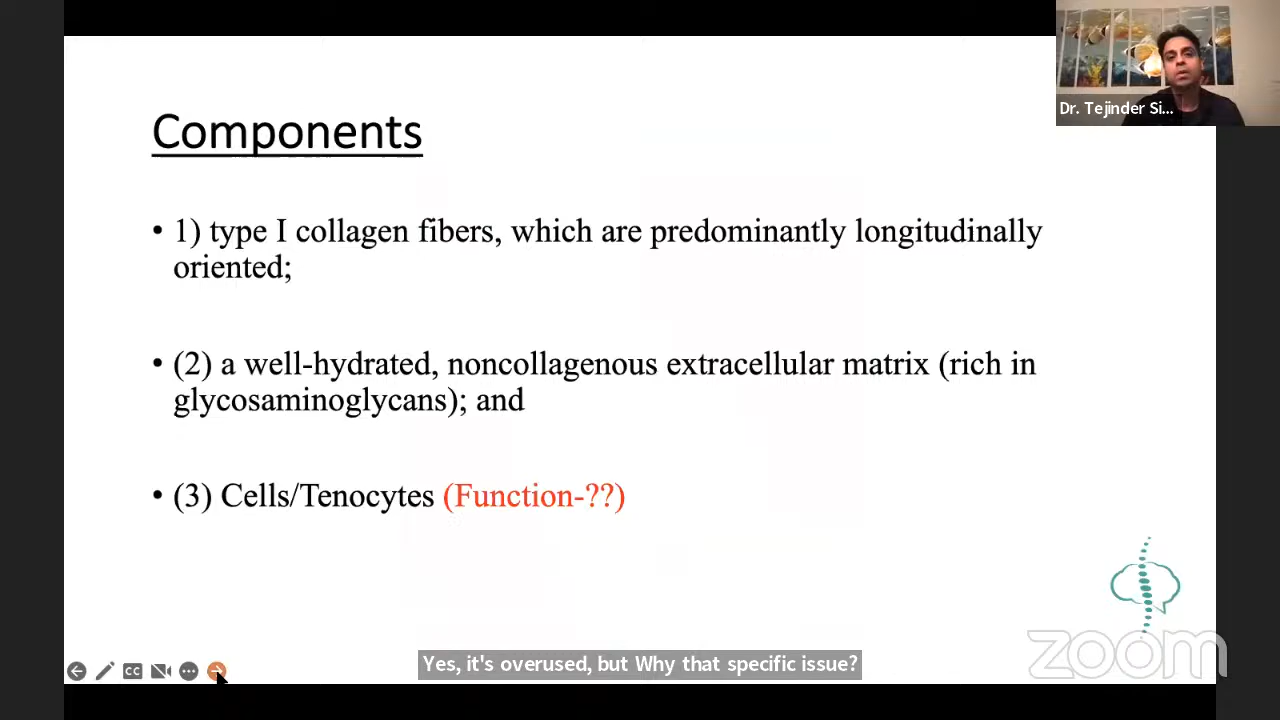 Dr. Tejinder Si...
Components
• 1) type I collagen fibers, which are predominantly longitudinally
oriented;
• (2) a well-hydrated, noncollagenous extracellular matrix (rich in
glycosaminoglycans); and
• (3) Cells/Tenocytes (Function-??)
zoom
CC
Yes, it's overused, but Why that specific issue?